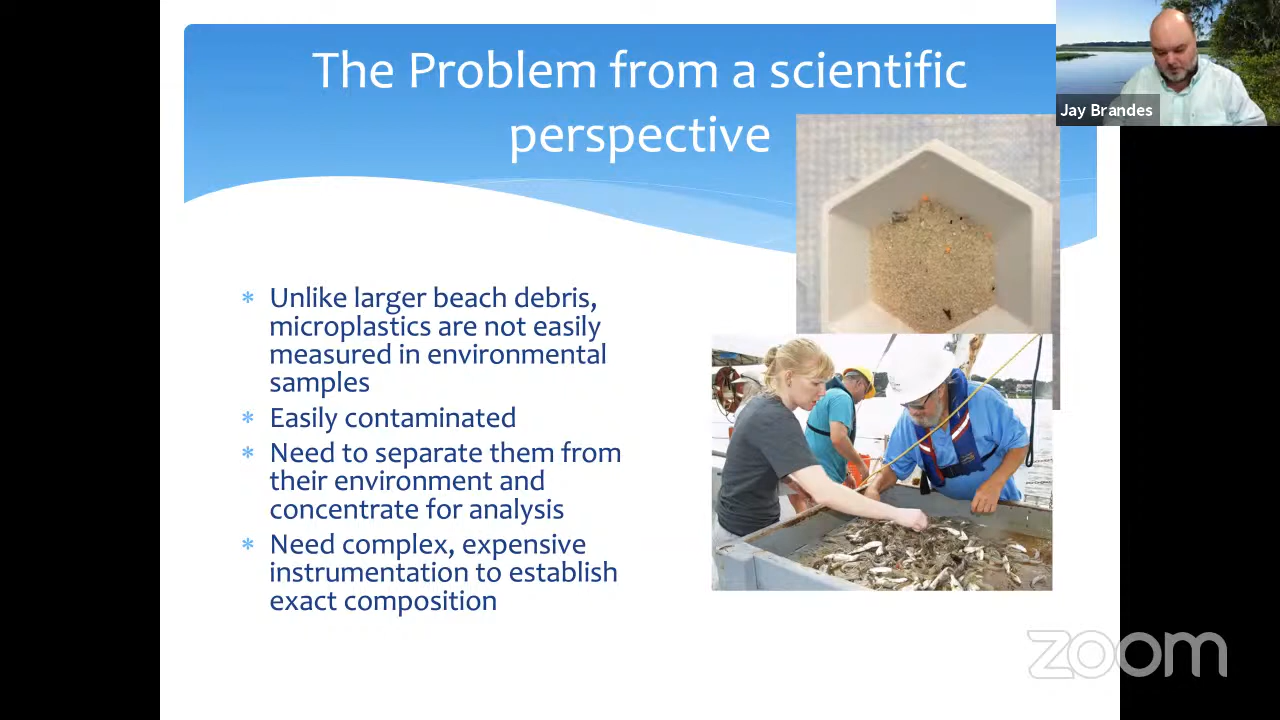 The Problem from a scientific
perspective
Jay Brandes
* Unlike larger beach debris,
microplastics are not easily
measured in environmental
samples
* Easily contaminated
* Need to separate them from
their environment and
concentrate for analysis
* Need complex, expensive
instrumentation to establish
exact composition
zoom